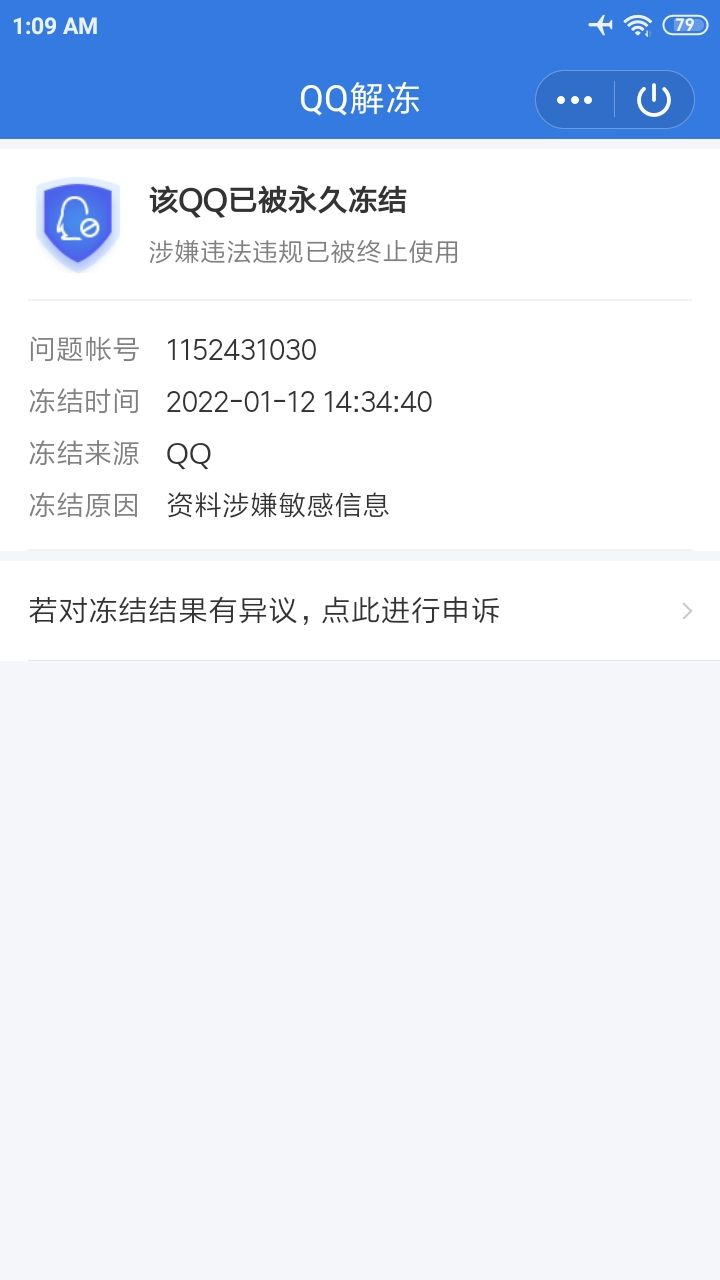 1:09 AM
79
QQ解冻
该QQ已被永久冻结
涉嫌违法违规已被终止使用
问题帐号 1152431030
冻结时间 2022-01-12 14:34:40
冻结来源 QQ
冻结原因 资料涉嫌敏感信息
若对冻结结果有异议，点此进行申诉